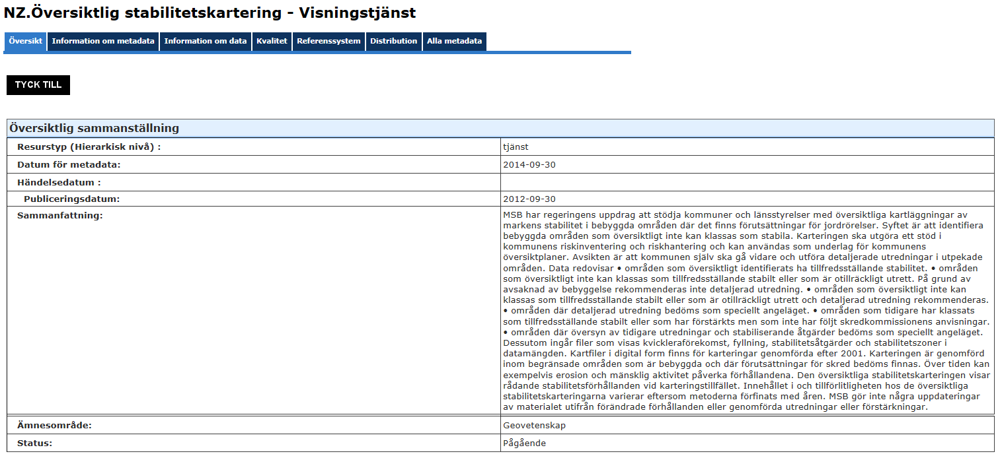 NZ.Översiktlig stabilitetskartering - Visningstjänst
Översikt Information om metadata Information om data Kvalitet Referenssystem Distribution Alla metadata
TYCK TILL
Översiktlig sammanställning
Resurstyp (Hierarkisk nivå) : tjänst
Datum för metadata: 2014-09-30
Händelsedatum :
Publiceringsdatum: 2012-09-30
Sammanfattning: MSB har regeringens uppdrag att stödja kommuner och länsstyrelser med översiktliga kartläggningar av
markens stabilitet i bebyggda områden där det finns förutsättningar för jordrörelser. Syftet är att identifiera
bebyggda områden som översiktligt inte kan klassas som stabila. Karteringen ska utgöra ett stöd i
kommunens riskinventering och riskhantering och kan användas som underlag för kommunens
översiktplaner. Avsikten är att kommunen själv ska gå vidare och utföra detaljerade utredningar i utpekade
områden. Data redovisar • områden som översiktligt identifierats ha tillfredsställande stabilitet. • områden
som översiktligt inte kan klassas som tillfredsställande stabilt eller som är otillräckligt utrett. På grund av
avsaknad av bebyggelse rekommenderas inte detaljerad utredning. • områden som översiktligt inte kan
klassas som tillfredsställande stabilt eller som är otillräckligt utrett och detaljerad utredning rekommenderas.
• områden där detaljerad utredning bedöms som speciellt angeläget. • områden som tidigare har klassats
som tillfredsställande stabilt eller som har förstärkts men som inte har följt skredkommissionens anvisningar.
• områden där översyn av tidigare utredningar och stabiliserande åtgärder bedöms som speciellt angeläget.
Dessutom ingår filer som visas kvickleraförekomst, fyllning, stabilitetsåtgärder och stabilitetszoner i
datamängden. Kartfiler i digital form finns för karteringar genomförda efter 2001. Karteringen är genomförd
inom begränsade områden som är bebyggda och där förutsättningar för skred bedöms finnas. Över tiden kan
exempelvis erosion och mänsklig aktivitet påverka förhållandena. Den översiktliga stabilitetskarteringen visar
rådande stabilitetsförhållanden vid karteringstillfället. Innehållet i och tillförlitligheten hos de översiktliga
stabilitetskarteringarna varierar eftersom metoderna förfinats med åren. MSB gör inte några uppdateringar
av materialet utifrån förändrade förhållanden eller genomförda utredningar eller förstärkningar.
Ämnesområde: Geovetenskap
Status: Pågående